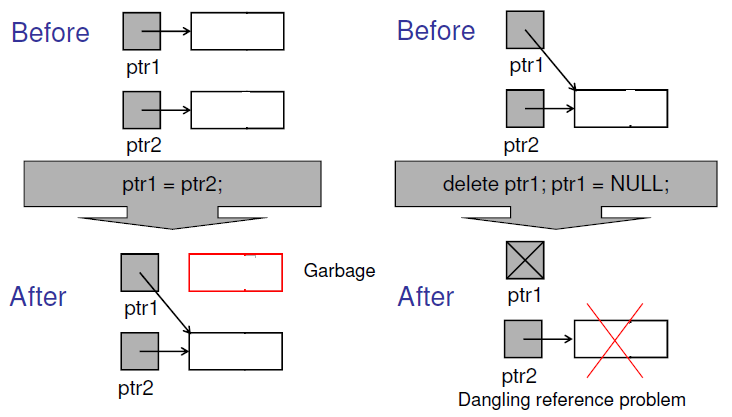 Before
ptr1
ptr2
ptr1 = ptr2;
After
ptr1
Garbage
ptr2
Before
ptr1
ptr2
delete ptr1; ptr1 = NULL;
After
ptr1
ptr2
Dangling reference problem